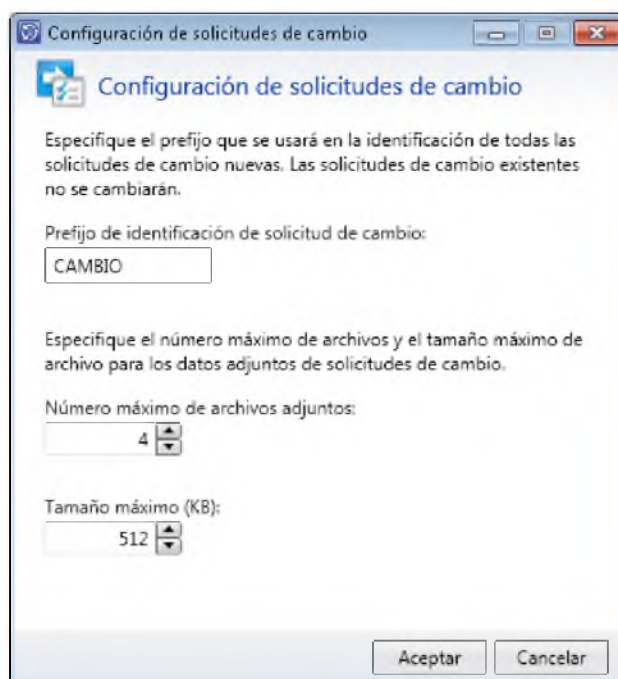 Configuración de solicitudes de cambio
Configuración de solicitudes de cambio
Especifique el prefijo que se usará en la identificación de todas las
solicitudes de cambio nuevas. Las solicitudes de cambio existentes
no se cambiarán.
Prefijo de identificación de solicitud de cambio:
CAMBIO
Especifique el número máximo de archivos y el tamaño máximo de
archivo para los datos adjuntos de solicitudes de cambio.
Número máximo de archivos adjuntos:
4
Tamaño máximo (KB):
512
Aceptar Cancelar